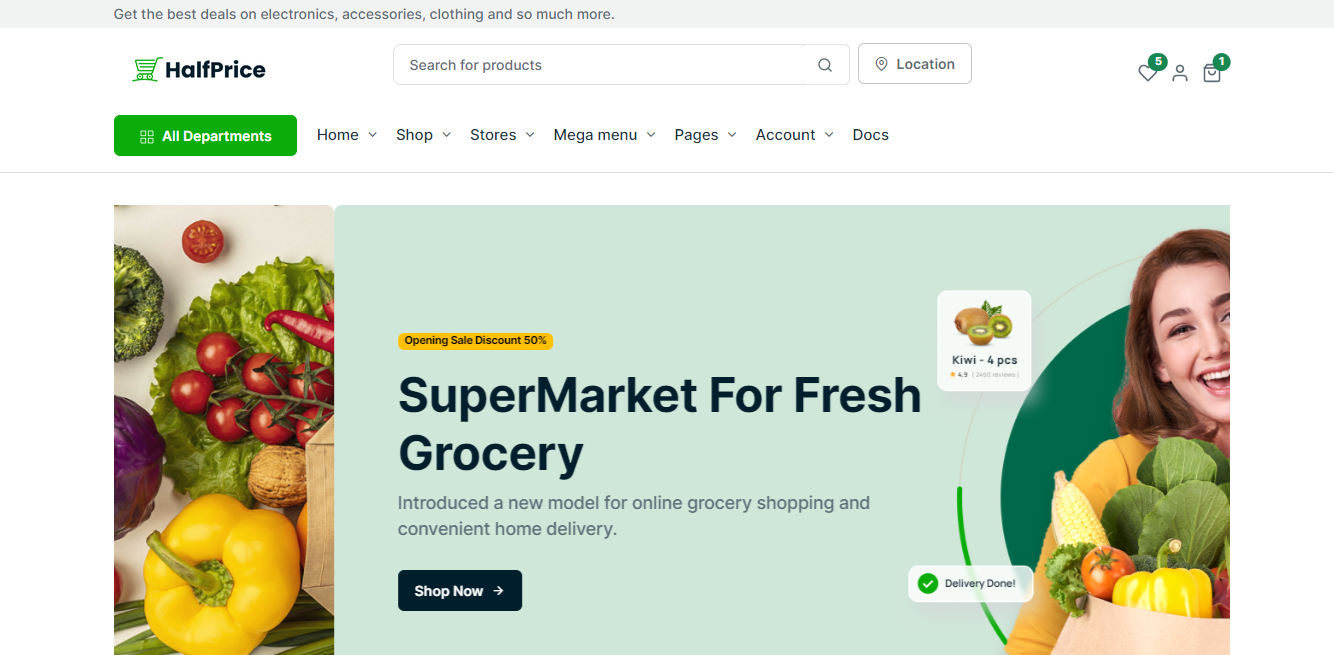 Get the best deals on electronics, accessories, clothing and so much more.
HalfPrice
Search for products
Location
5
1
All Departments
Home
Shop
Stores
Mega menu
Pages
Account
Docs
Opening Sale Discount 50%
SuperMarket For Fresh
Grocery
Introduced a new model for online grocery shopping and
convenient home delivery.
Shop Now
Kiwi - 4 pcs
4.9 ( 2450 reviews )
Delivery Done!